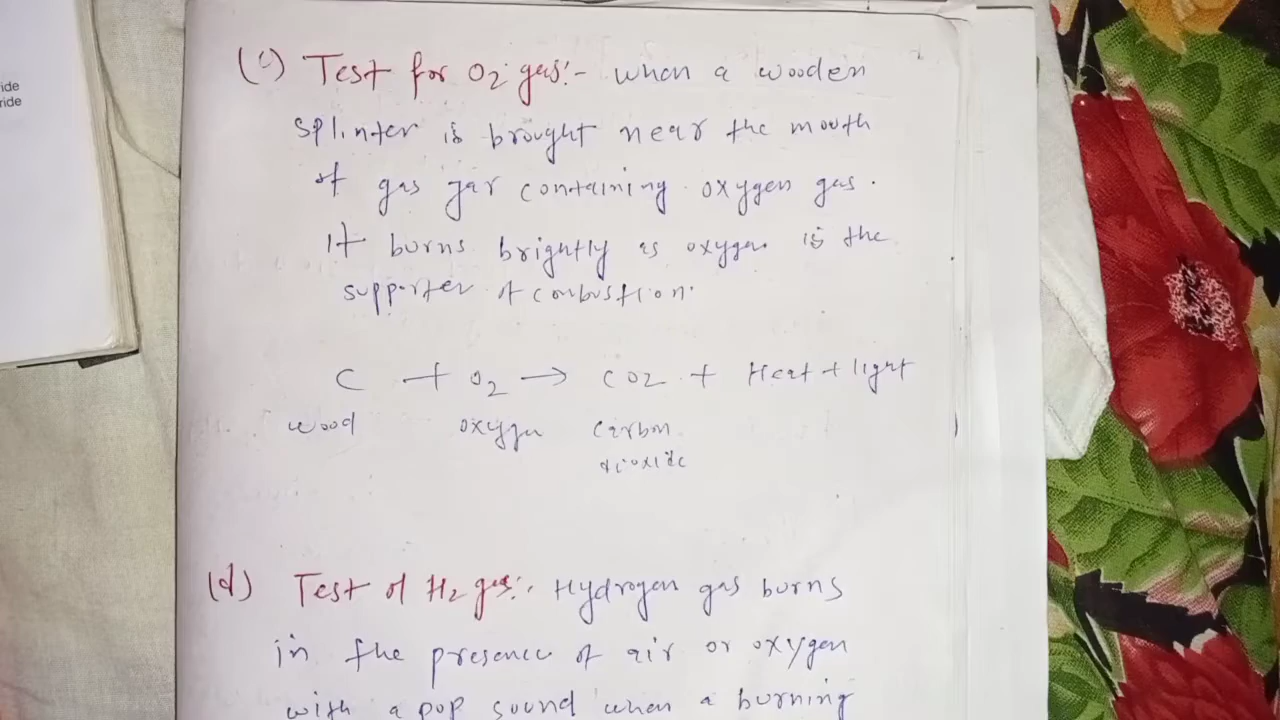 ide
ride
(c) Test for O2 gas:- when a wooden
splinter is brought near the mouth
of gas jar containing oxygen gas.
It burns brightly as oxygen is the
supporter of combustion.
C + O2 → CO2 + Heat + light
wood oxygen carbon
dioxide
(d) Test of H2 gas:- Hydrogen gas burns
in the presence of air or oxygen
with a pop sound when a burning